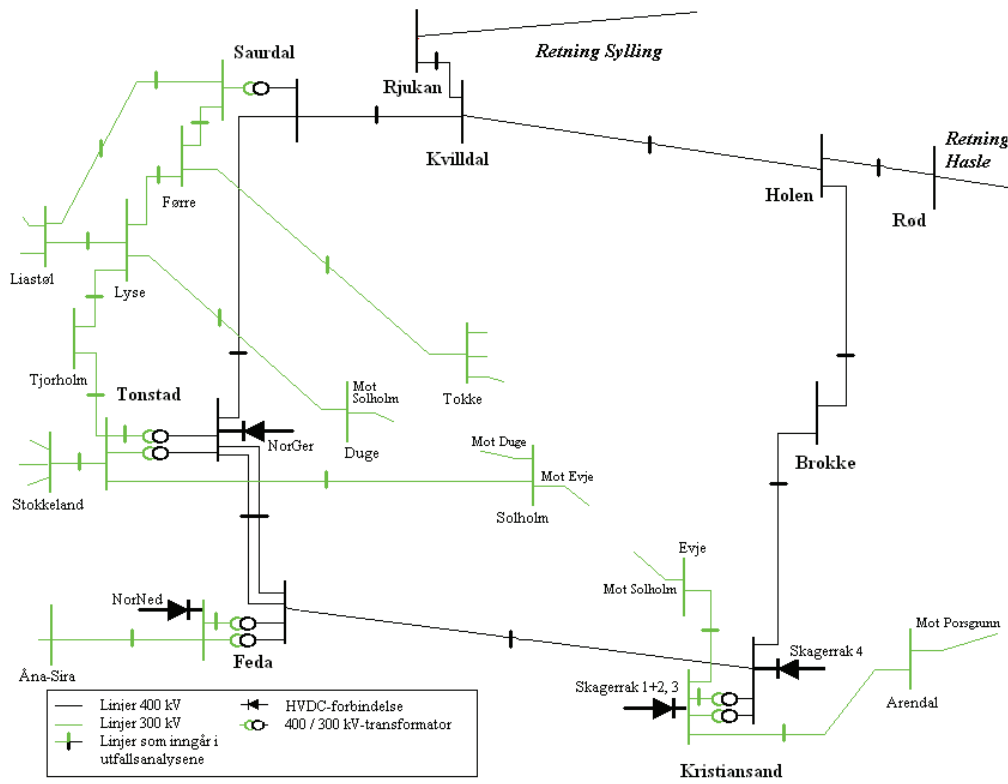 Retning Sylling
Saurdal
Rjukan
Kvilldal
Retning
Hasle
Holen
Rød
Førre
Liastøl
Lyse
Tjorholm
Tonstad
Mot
Solholm
Tokke
NorGer
Duge
Mot Duge
Mot Evje
Brokke
Stokkeland
Solholm
Evje
Mot Solholm
NorNed
Mot Porsgrunn
Åna-Sira
Feda
Skagerrak 4
Skagerrak 1+2, 3
Arendal
Kristiansand
Linjer 400 kV
Linjer 300 kV
Linjer som inngår i
utfallsanalysene
HVDC-forbindelse
400 / 300 kV-transformator